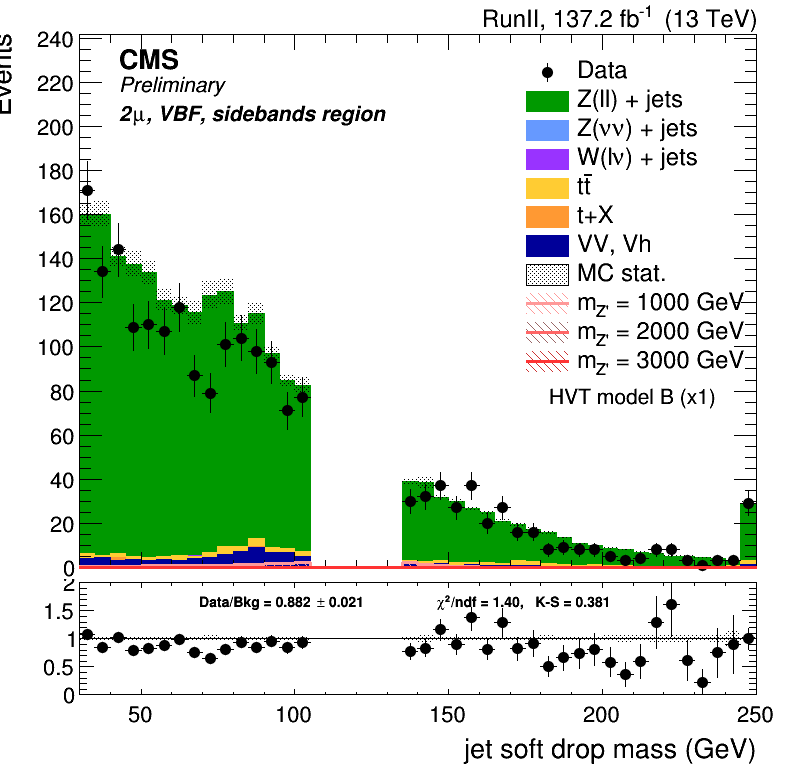 RunII, 137.2 fb⁻¹ (13 TeV)
Events
CMS
Preliminary
2μ, VBF, sidebands region
Data
Z(ll) + jets
Z(νν) + jets
W(lν) + jets
tt̄
t+X
VV, Vh
MC stat.
m_Z' = 1000 GeV
m_Z' = 2000 GeV
m_Z' = 3000 GeV
HVT model B (x1)
240
220
200
180
160
140
120
100
80
60
40
20
0
Data/Bkg = 0.882 ± 0.021
χ²/ndf = 1.40, K-S = 0.381
2
1.5
1
0.5
0
50 100 150 200 250
jet soft drop mass (GeV)